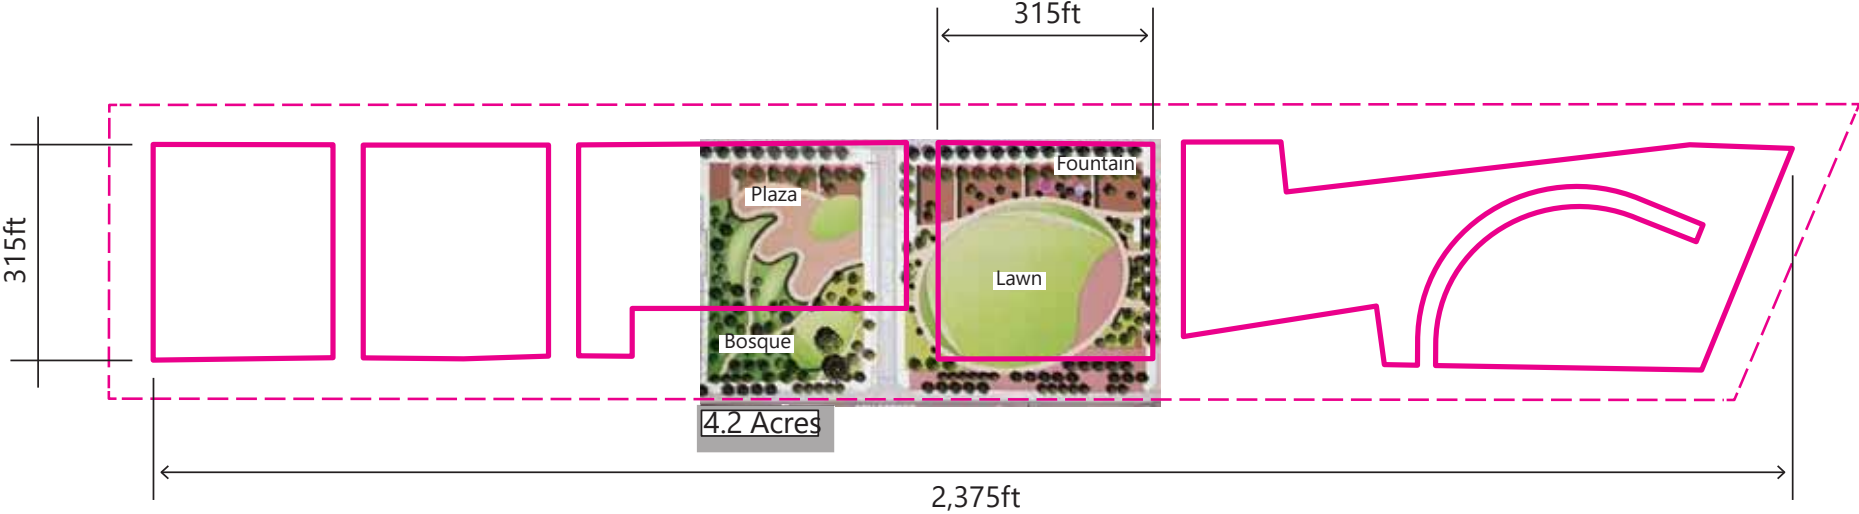 315ft
Fountain
Plaza
315ft
Lawn
Bosque
4.2 Acres
2,375ft